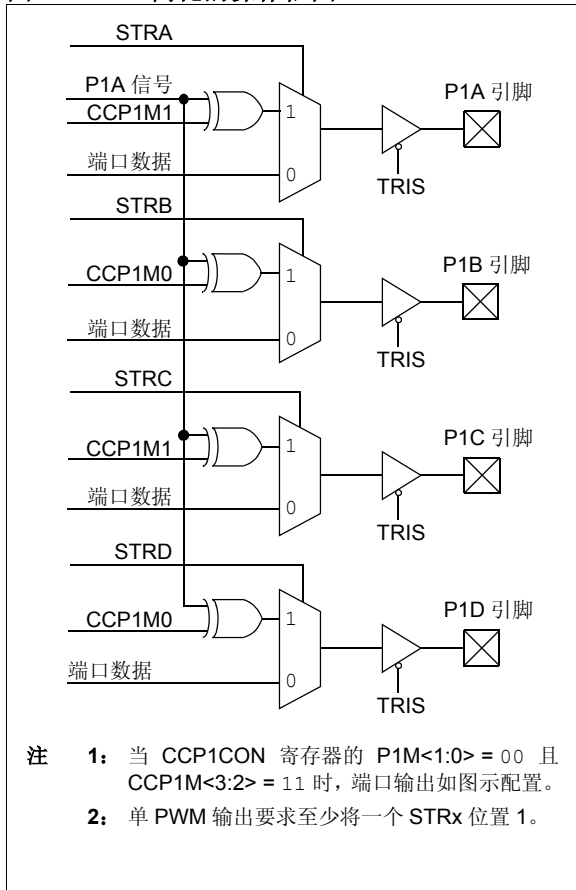 STRA
P1A 信号
P1A 引脚
CCP1M1
1
端口数据
0
TRIS
STRB
P1B 引脚
CCP1M0
1
端口数据
0
TRIS
STRC
P1C 引脚
CCP1M1
1
端口数据
0
TRIS
STRD
P1D 引脚
CCP1M0
1
端口数据
0
TRIS
注 1: 当 CCP1CON 寄存器的 P1M<1:0> = 00 且
CCP1M<3:2> = 11 时，端口输出如图示配置。
2: 单 PWM 输出要求至少将一个 STRx 位置 1。